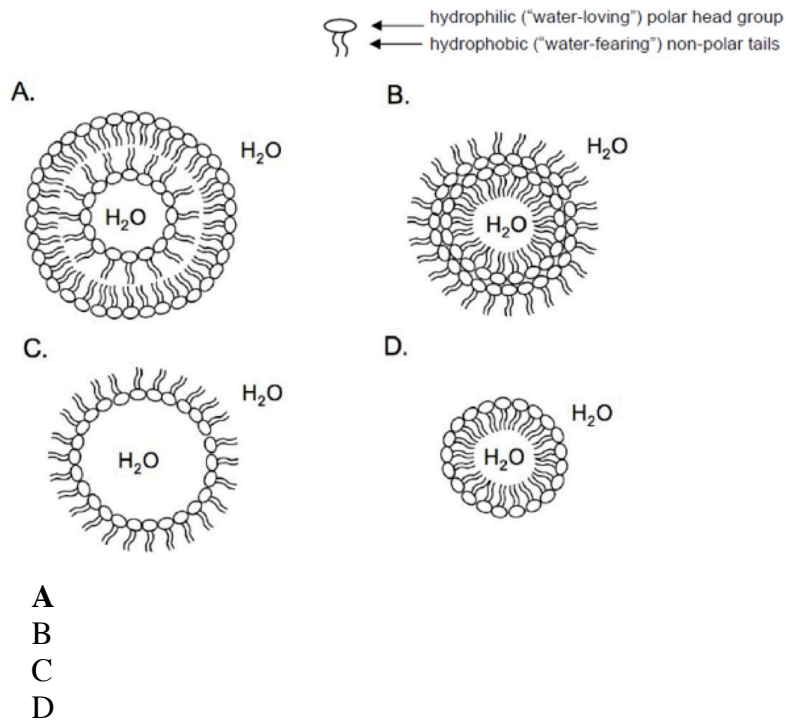 hydrophilic (“water-loving”) polar head group
hydrophobic (“water-fearing”) non-polar tails
A.
H₂O
H₂O
B.
H₂O
H₂O
C.
H₂O
H₂O
D.
H₂O
H₂O
A
B
C
D